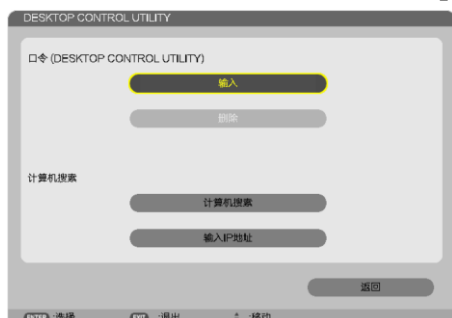 DESKTOP CONTROL UTILITY
口令 (DESKTOP CONTROL UTILITY)
输入
删除
计算机搜索
计算机搜索
输入IP地址
返回
ENTER :选择 EXIT :退出 :移动